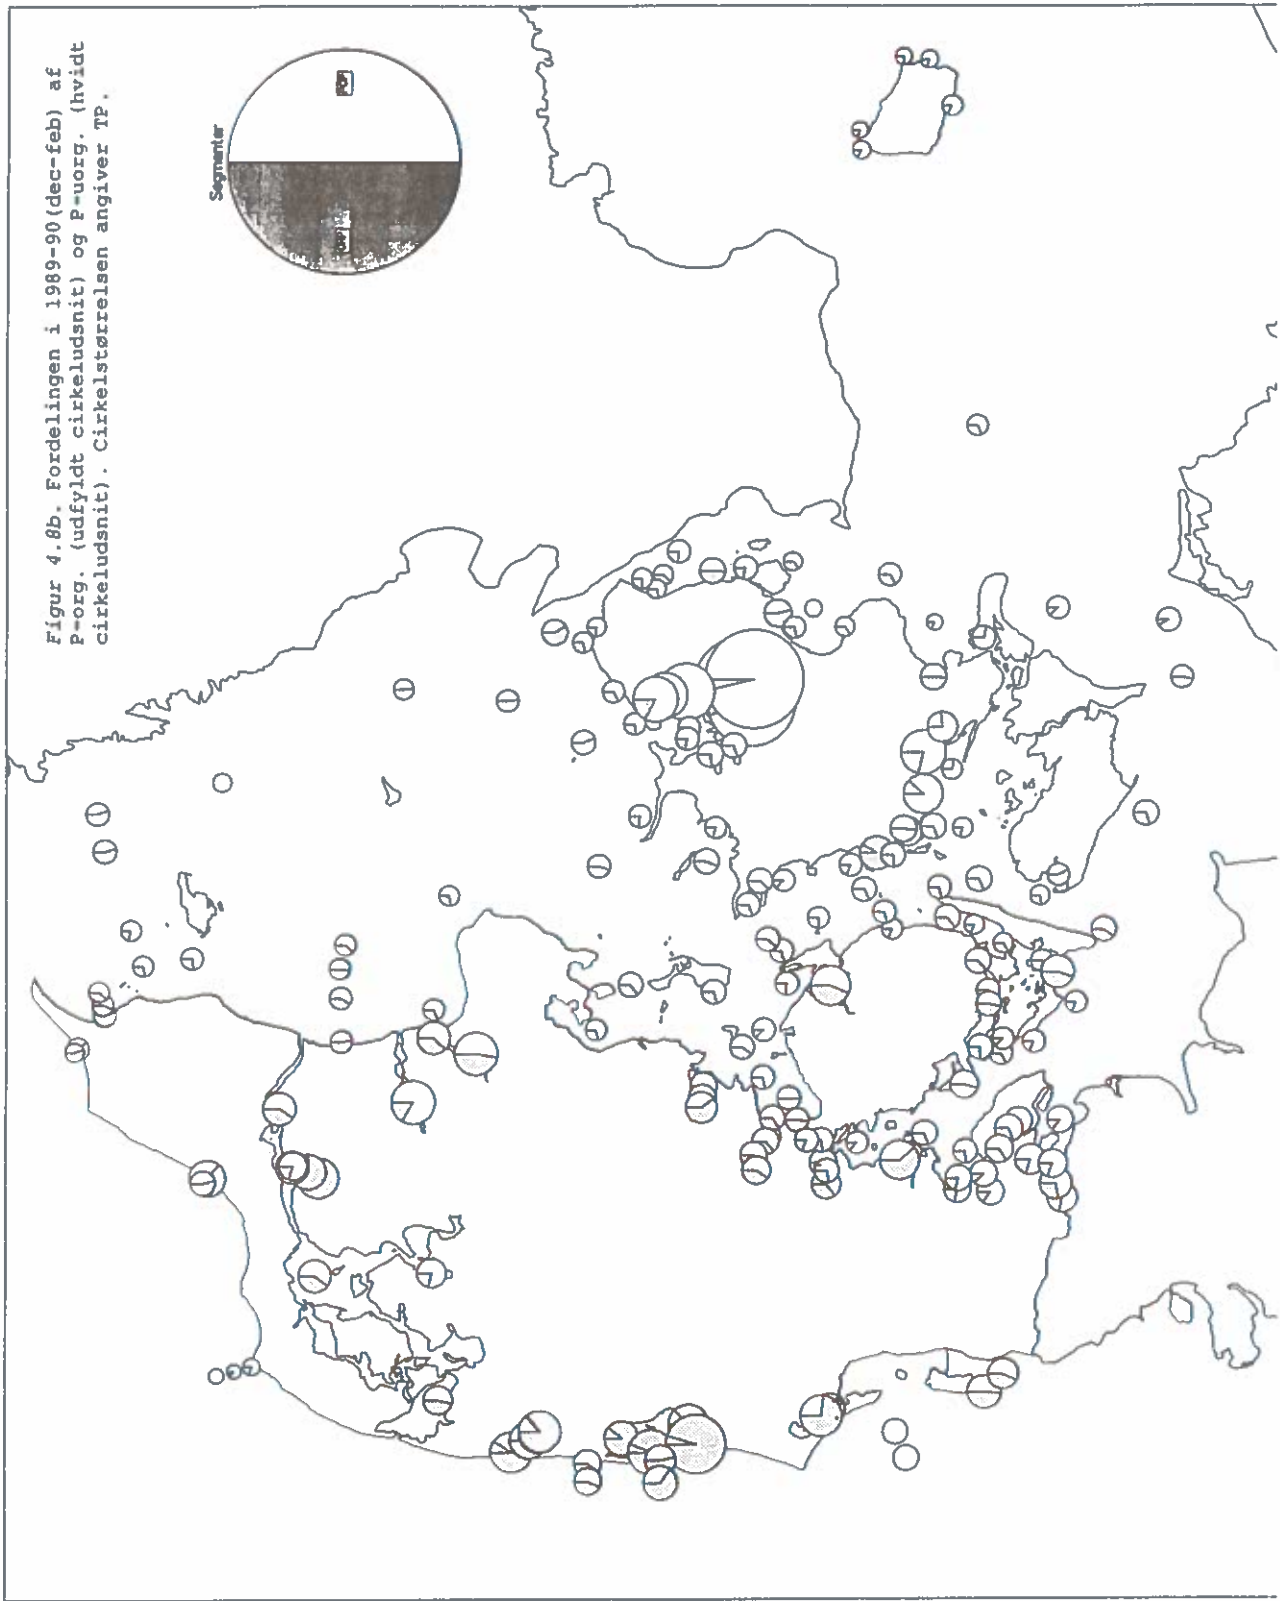 Figur 4.8b. Fordelingen i 1989-90(dec-feb) af
P-org. (udfyldt cirkeludsnit) og P-uorg. (hvidt
cirkeludsnit). Cirkelstørrelsen angiver TP.
Segmenter